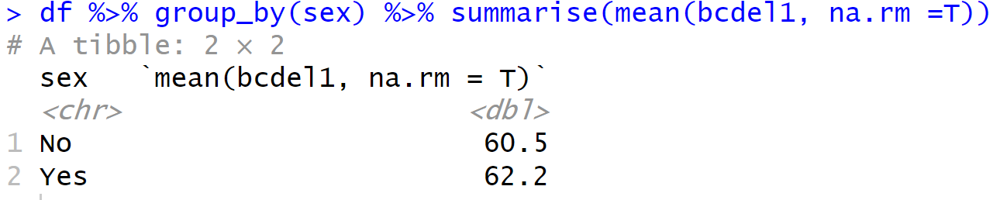 > df %>% group_by(sex) %>% summarise(mean(bcdel1, na.rm =T))
# A tibble: 2 × 2
sex `mean(bcdel1, na.rm = T)`
<chr> <dbl>
1 No 60.5
2 Yes 62.2